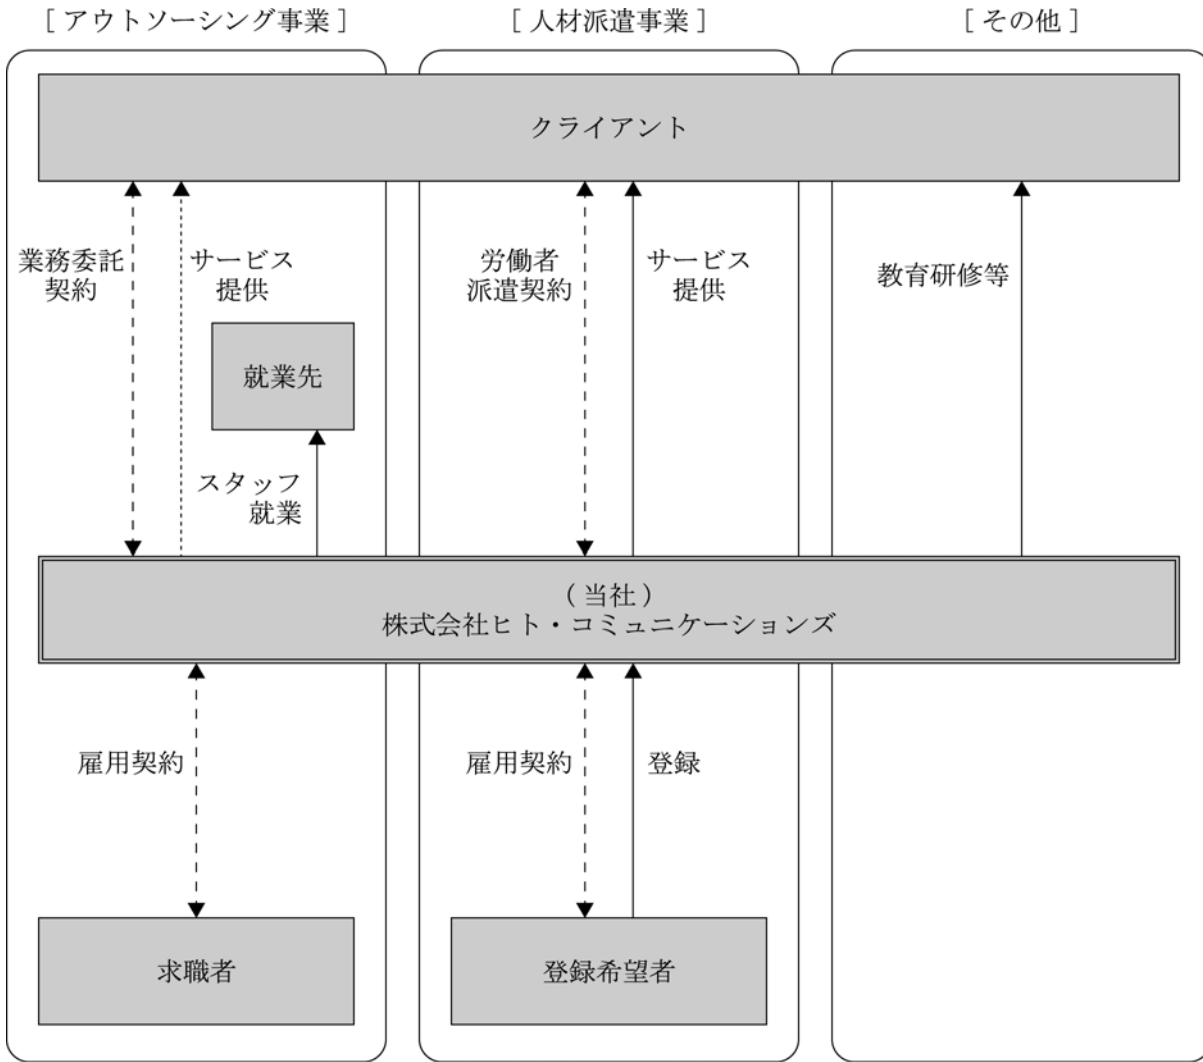 [ アウトソーシング事業 ]
[ 人材派遣事業 ]
[ その他 ]
クライアント
業務委託
契約
サービス
提供
労働者
派遣契約
サービス
提供
教育研修等
就業先
スタッフ
就業
( 当社 )
株式会社ヒト・コミュニケーションズ
雇用契約
雇用契約
登録
求職者
登録希望者